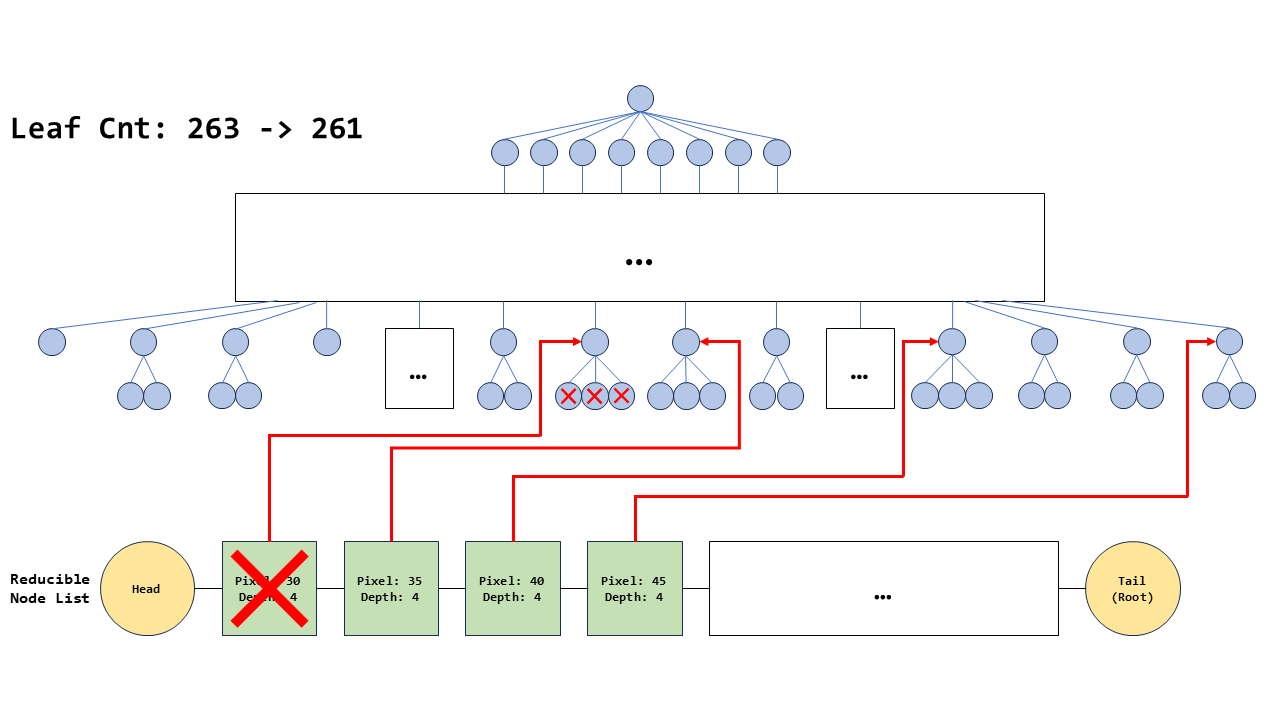 Leaf Cnt: 263 -> 261
...
... ...
Reducible
Node List
Head
Pixel: 30
Depth: 4
Pixel: 35
Depth: 4
Pixel: 40
Depth: 4
Pixel: 45
Depth: 4
...
Tail
(Root)